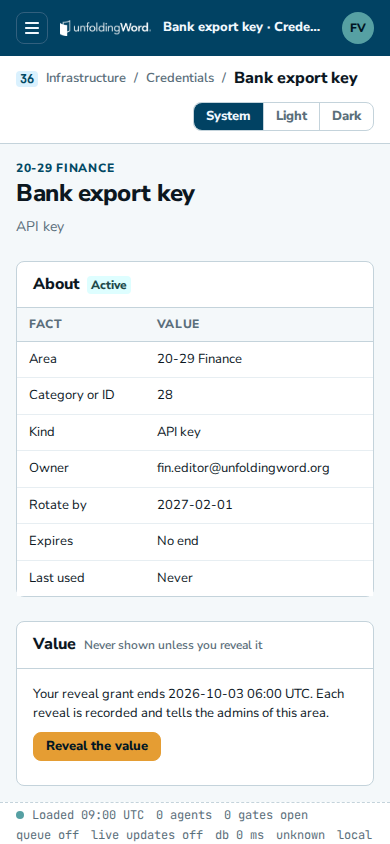 unfoldingWord. Bank export key · Crede... FV
36 Infrastructure / Credentials / Bank export key
System Light Dark
20-29 FINANCE
Bank export key
API key
About Active
FACT VALUE
Area 20-29 Finance
Category or ID 28
Kind API key
Owner fin.editor@unfoldingword.org
Rotate by 2027-02-01
Expires No end
Last used Never
Value Never shown unless you reveal it
Your reveal grant ends 2026-10-03 06:00 UTC. Each
reveal is recorded and tells the admins of this area.
Reveal the value
Loaded 09:00 UTC 0 agents 0 gates open
queue off live updates off db 0 ms unknown local